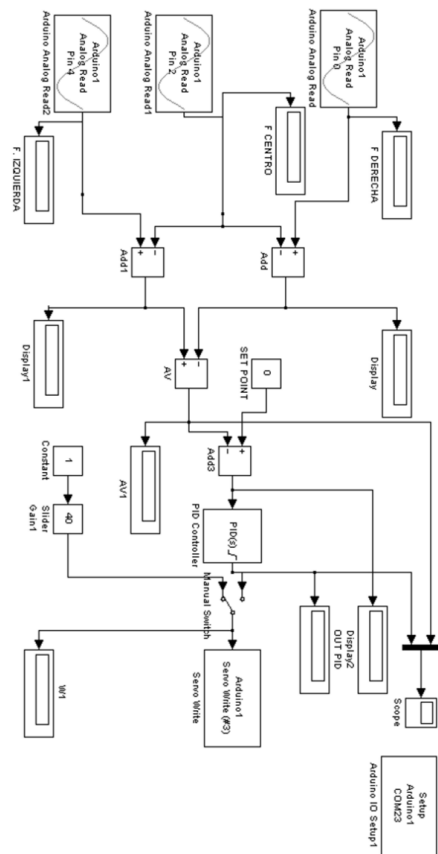 Arduino1
Analog Read
Pin 0
Arduino Analog Read
F DERECHA
Arduino1
Analog Read
Pin 2
Arduino Analog Read1
F CENTRO
Arduino1
Analog Read
Pin 4
Arduino Analog Read2
F. IZQUIERDA
+
−
Add
−
+
Add1
Display
Display1
−
+
AV
0
SET POINT
AV1
+
−
Add3
PID(s)
PID Controller
1
Constant
40
Slider
Gain1
Manual Switch
Display2
OUT PID
Arduino1
Servo Write (#3)
Servo Write
W1
Scope
Setup
Arduino1
COM23
Arduino IO Setup1